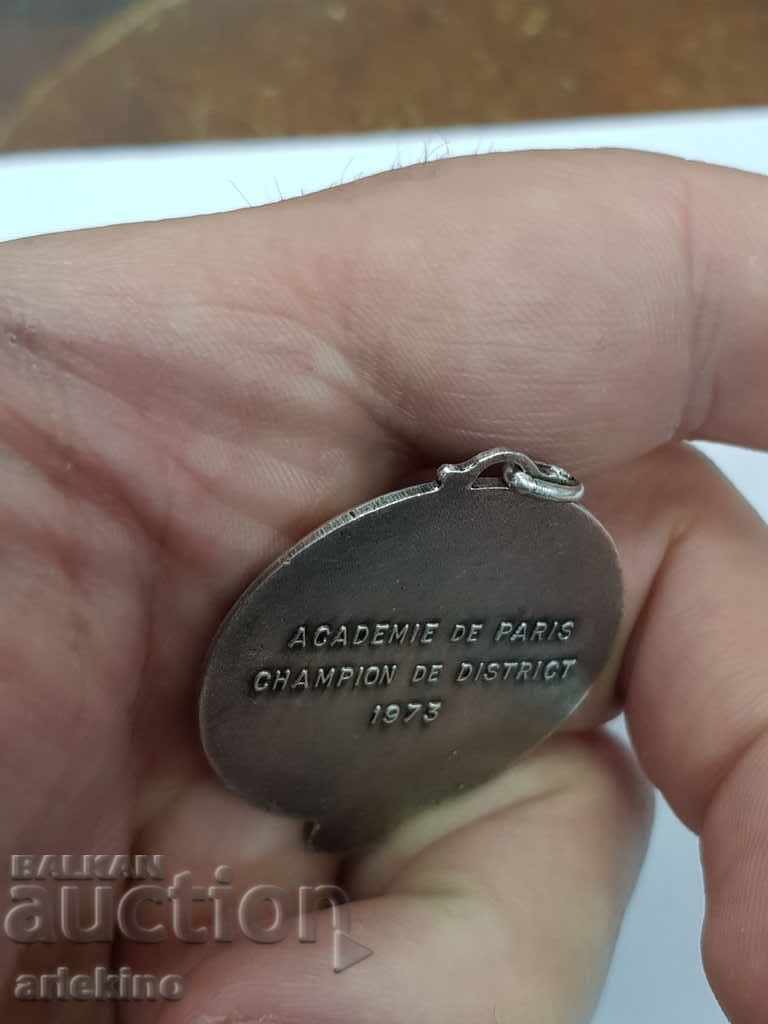 ACADEMIE DE PARIS
CHAMPION DE DISTRICT
1973
BALKAN
auction
artekino